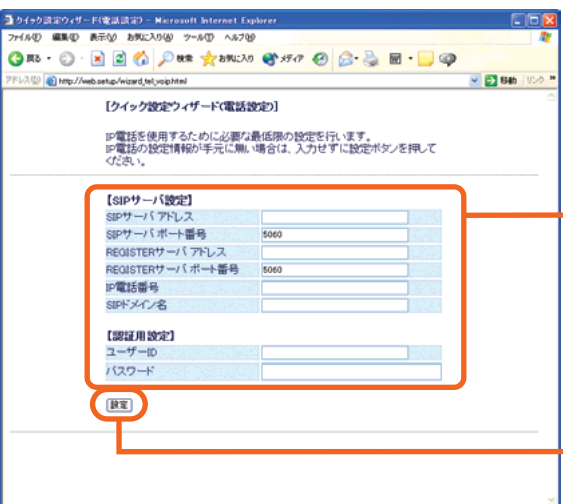 クイック設定ウィザード(電話設定) - Microsoft Internet Explorer
ファイル(F) 編集(E) 表示(V) お気に入り(A) ツール(T) ヘルプ(H)
戻る 検索 お気に入り メディア
アドレス(D) http://web.setup/wizard_tel_voip.html 移動 リンク
[クイック設定ウィザード(電話設定)]
IP電話を使用するために必要な最低限の設定を行います。
IP電話の設定情報が手元に無い場合は、入力せずに設定ボタンを押して
ください。
【SIPサーバ設定】
SIPサーバ アドレス
SIPサーバ ポート番号 5060
REGISTERサーバ アドレス
REGISTERサーバ ポート番号 5060
IP電話番号
SIPドメイン名
【認証用設定】
ユーザーID
パスワード
設定